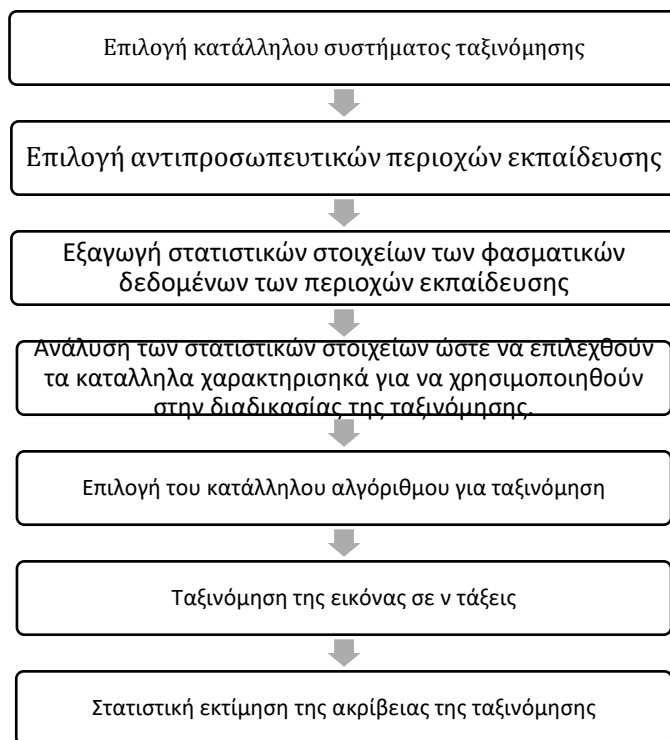 Επιλογή κατάλληλου συστήματος ταξινόμησης
Επιλογή αντιπροσωπευτικών περιοχών εκπαίδευσης
Εξαγωγή στατιστικών στοιχείων των φασματικών
δεδομένων των περιοχών εκπαίδευσης
Ανάλυση των στατιστικών στοιχείων ώστε να επιλεχθούν
τα καταλληλα χαρακτηρισηκά για να χρησιμοποιηθούν
στην διαδικασίας της ταξινόμησης.
Επιλογή του κατάλληλου αλγόριθμου για ταξινόμηση
Ταξινόμηση της εικόνας σε ν τάξεις
Στατιστική εκτίμηση της ακρίβειας της ταξινόμησης